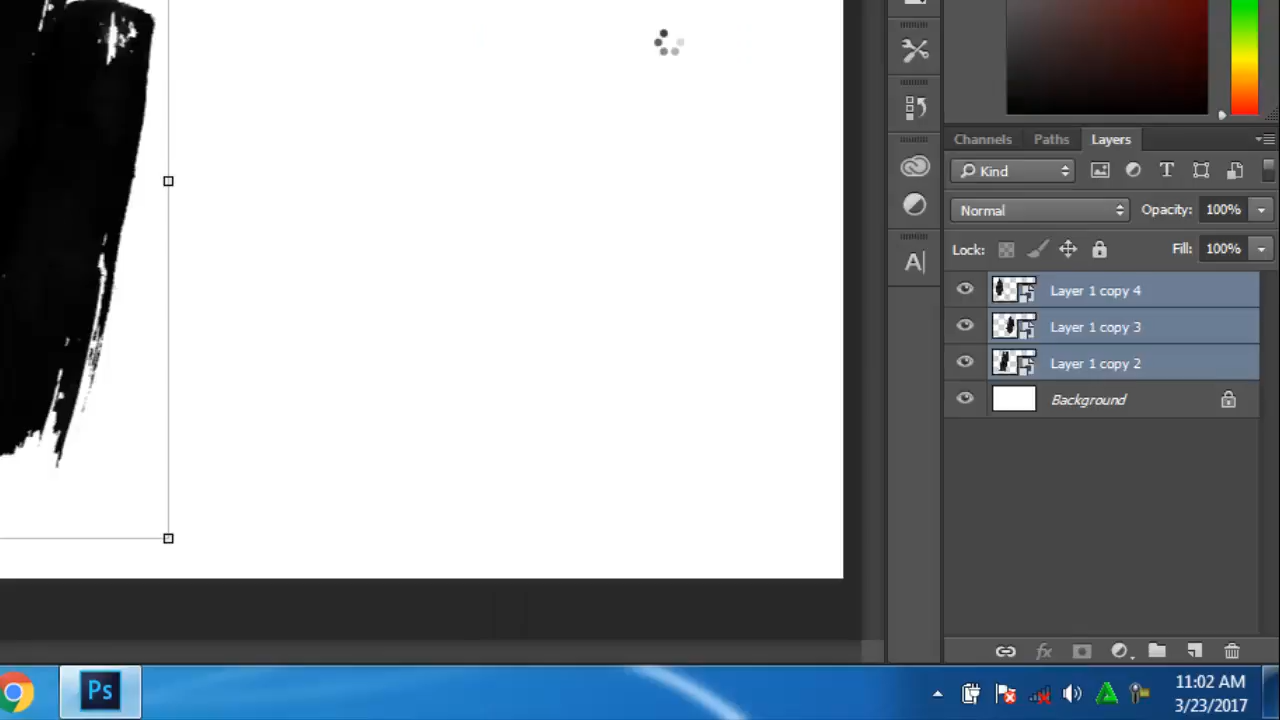 Channels Paths Layers
Kind T
Normal Opacity: 100%
Lock: Fill: 100%
A
Layer 1 copy 4
Layer 1 copy 3
Layer 1 copy 2
Background
fx
Ps
11:02 AM
3/23/2017